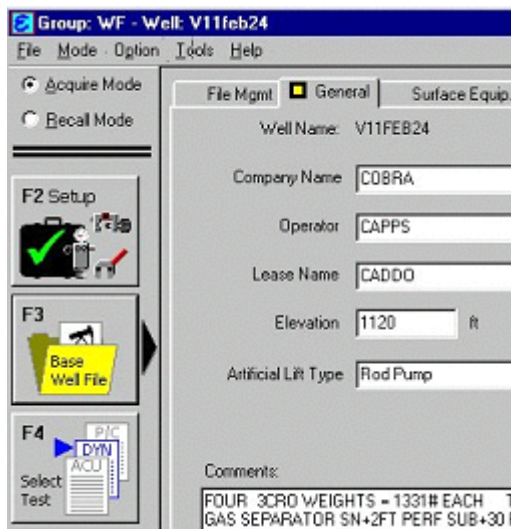 Group: WF - Well: V11feb24
File Mode Option Tools Help
Acquire Mode
Recall Mode
F2 Setup
F3
Base
Well File
F4
P/C
DYN
ACU
Select
Test
File Mgmt General Surface Equip.
Well Name: V11FEB24
Company Name COBRA
Operator CAPPS
Lease Name CADDO
Elevation 1120 ft
Artificial Lift Type Rod Pump
Comments:
FOUR 3CRO WEIGHTS = 1331# EACH
GAS SEPARATOR SN+2FT PERF SUB+30